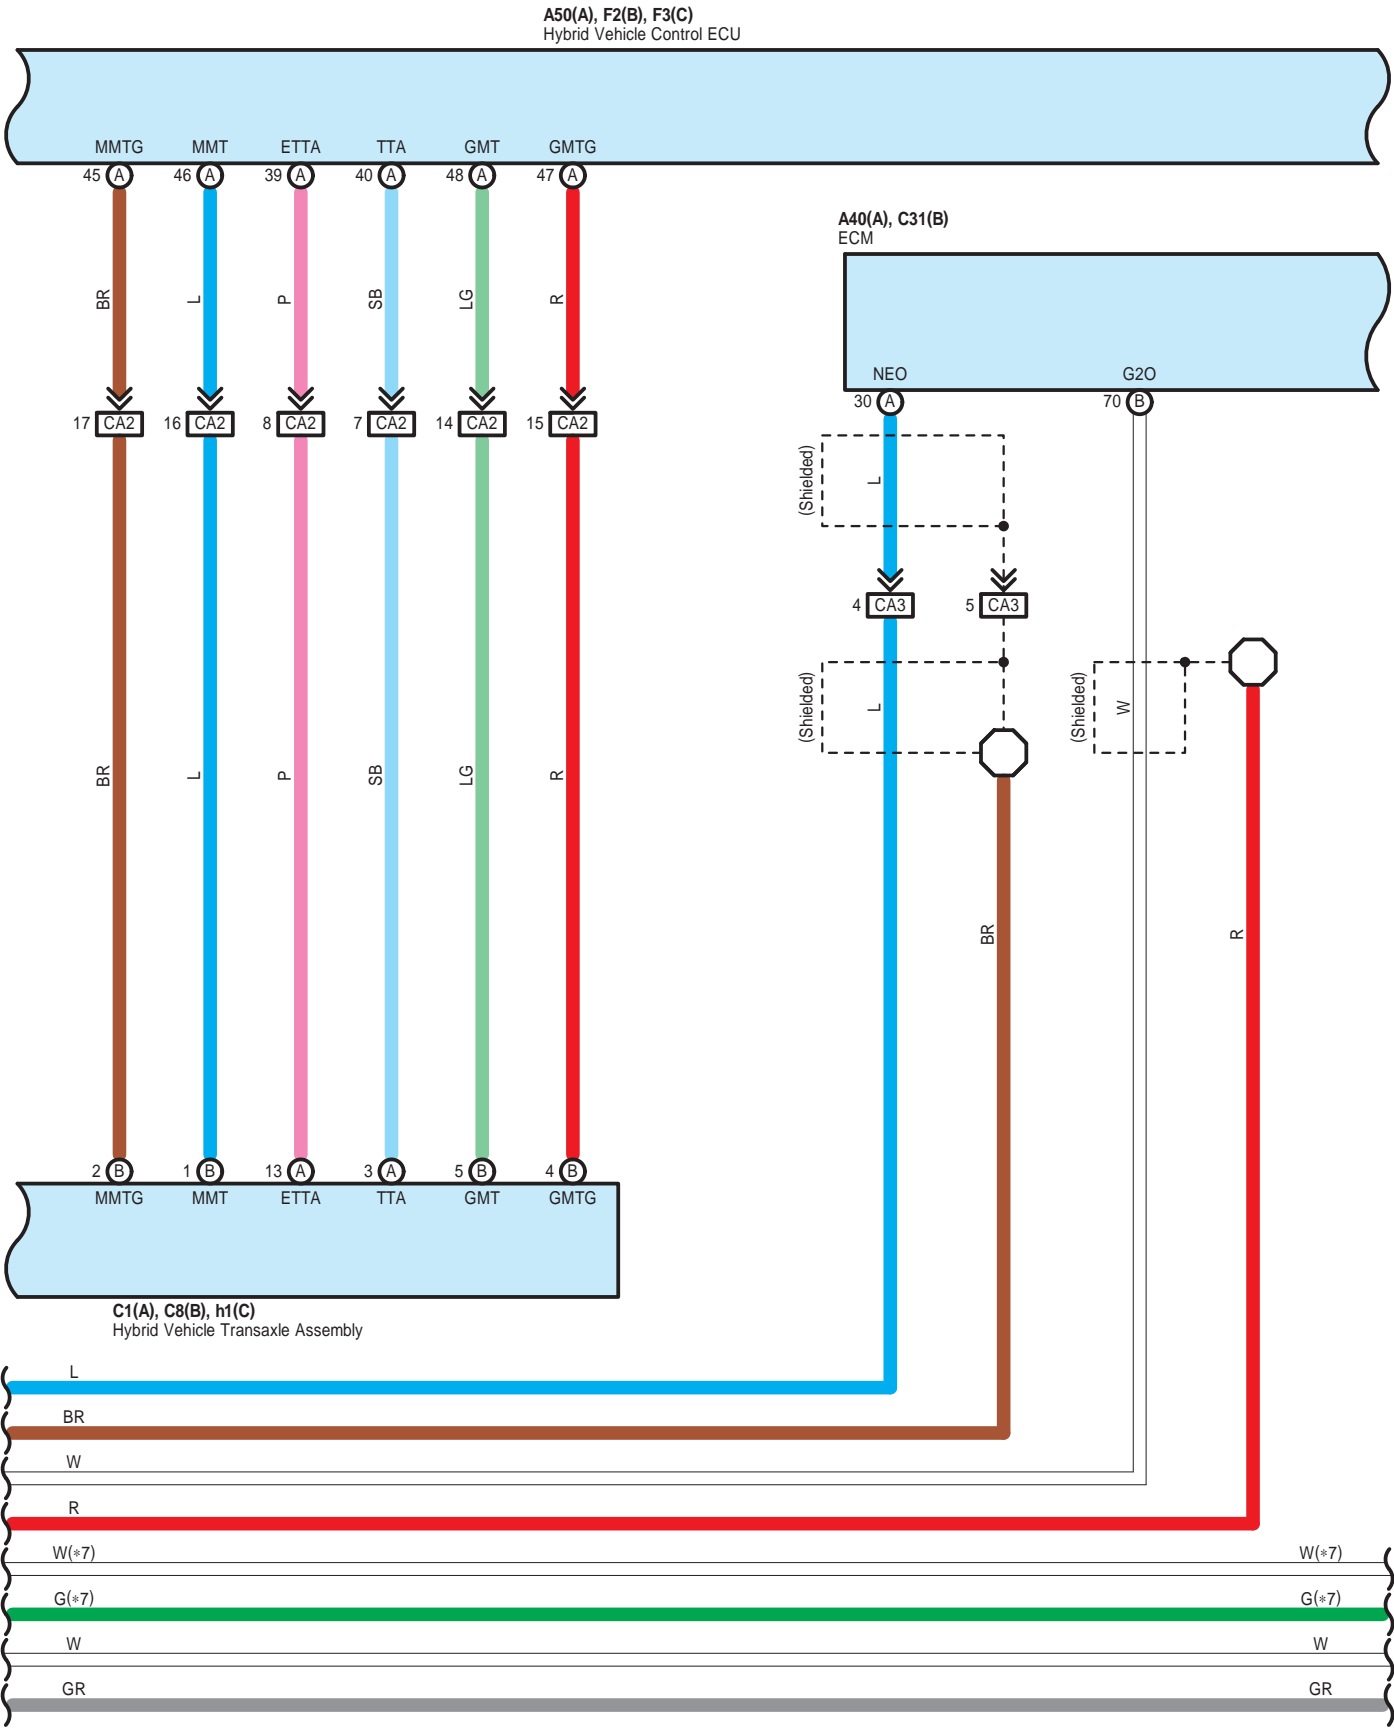 A50(A), F2(B), F3(C)
Hybrid Vehicle Control ECU
MMTG MMT ETTA TTA GMT GMTG
45 A 46 A 39 A 40 A 48 A 47 A
A40(A), C31(B)
ECM
BR L P SB LG R
NEO G2O
30 A 70 B
17 CA2 16 CA2 8 CA2 7 CA2 14 CA2 15 CA2
(Shielded) L
4 CA3 5 CA3
(Shielded) L (Shielded) W
BR L P SB LG R
BR R
2 B 1 B 13 A 3 A 5 B 4 B
MMTG MMT ETTA TTA GMT GMTG
C1(A), C8(B), h1(C)
Hybrid Vehicle Transaxle Assembly
L
BR
W
R
W(*7) W(*7)
G(*7) G(*7)
W W
GR GR